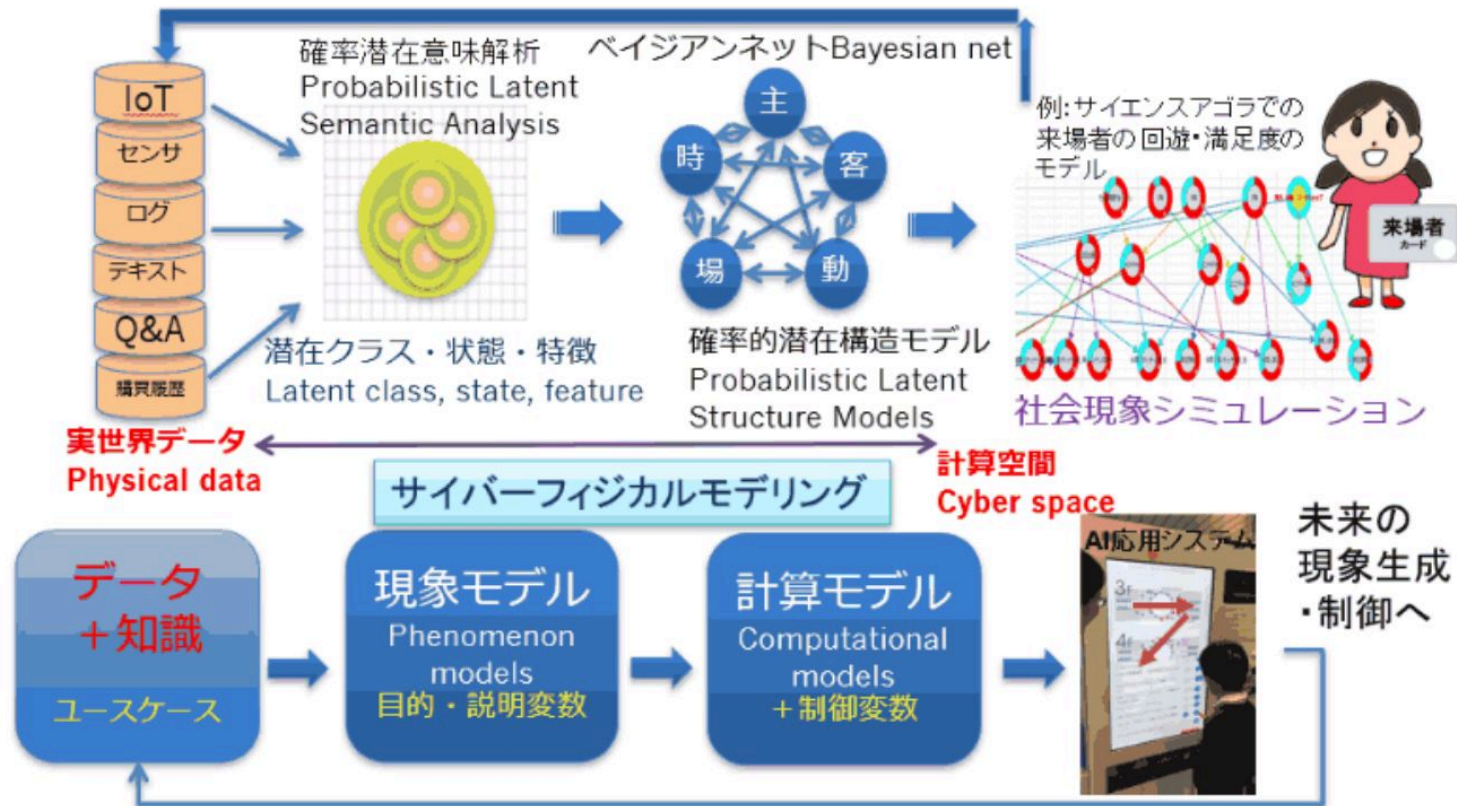 IoT
センサ
ログ
テキスト
Q&A
購買履歴
実世界データ
Physical data
確率潜在意味解析
Probabilistic Latent
Semantic Analysis
潜在クラス・状態・特徴
Latent class, state, feature
ベイジアンネットBayesian net
主
時
客
場
動
確率的潜在構造モデル
Probabilistic Latent
Structure Models
例:サイエンスアゴラでの
来場者の回遊・満足度の
モデル
来場者
カード
社会現象シミュレーション
計算空間
Cyber space
サイバーフィジカルモデリング
データ
＋知識
ユースケース
現象モデル
Phenomenon
models
目的・説明変数
計算モデル
Computational
models
＋制御変数
AI応用システム
3F
4F
未来の
現象生成
・制御へ